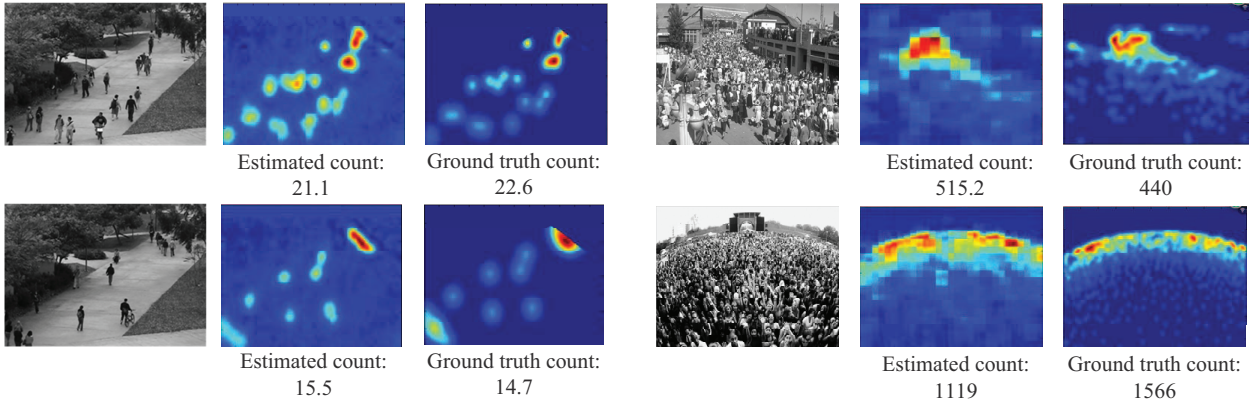 Estimated count:
21.1
Ground truth count:
22.6
Estimated count:
515.2
Ground truth count:
440
Estimated count:
15.5
Ground truth count:
14.7
Estimated count:
1119
Ground truth count:
1566